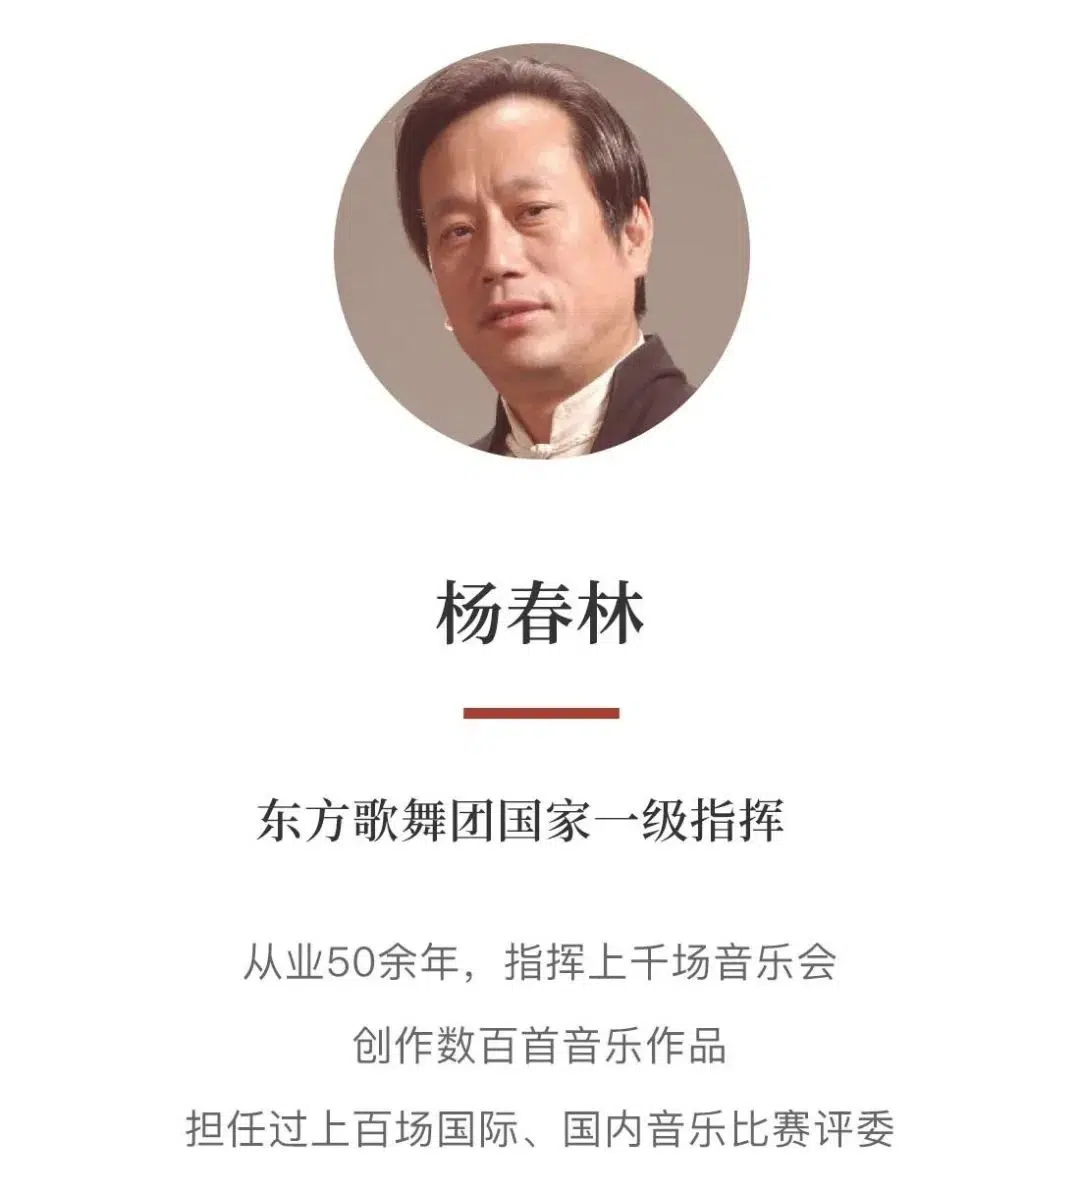 杨春林
东方歌舞团国家一级指挥
从业50余年，指挥上千场音乐会
创作数百首音乐作品
担任过上百场国际、国内音乐比赛评委